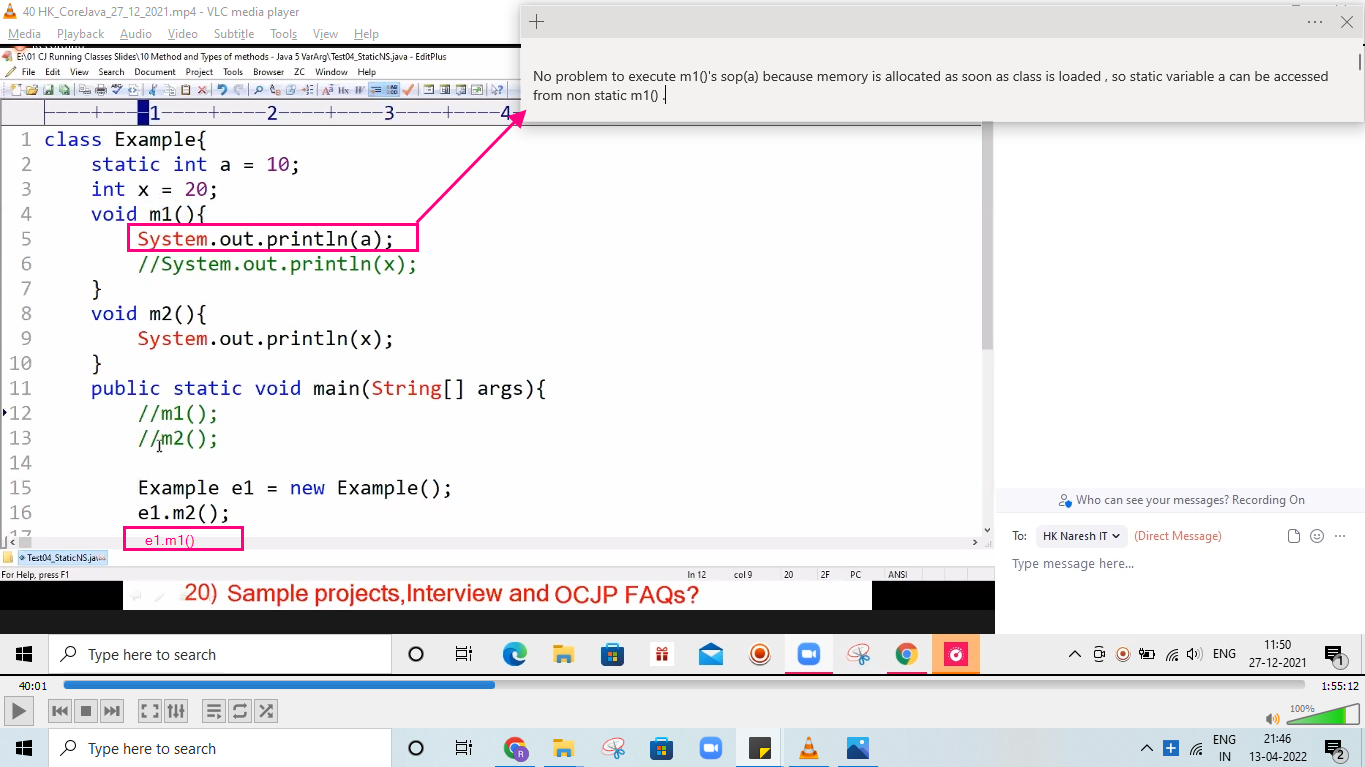 40 HK_CoreJava_27_12_2021.mp4 - VLC media player
Media Playback Audio Video Subtitle Tools View Help
E:\01 CJ Running Classes Slides\10 Method and Types of methods - Java 5 VarArg\Test04_StaticNS.java - EditPlus
File Edit View Search Document Project Tools Browser ZC Window Help
No problem to execute m1()'s sop(a) because memory is allocated as soon as class is loaded , so static variable a can be accessed
from non static m1() .
----+----1----+----2----+----3----+----4
1 class Example{
2 static int a = 10;
3 int x = 20;
4 void m1(){
5 System.out.println(a);
6 //System.out.println(x);
7 }
8 void m2(){
9 System.out.println(x);
10 }
11 public static void main(String[] args){
12 //m1();
13 //m2();
14
15 Example e1 = new Example();
16 e1.m2();
17
e1.m1()
Test04_StaticNS.java
For Help, press F1 ln 12 col 9 20 2F PC ANSI
20) Sample projects,Interview and OCJP FAQs?
Who can see your messages? Recording On
To: HK Naresh IT (Direct Message)
Type message here...
Type here to search ENG 11:50
27-12-2021 1
40:01 1:55:12
100%
Type here to search ENG 21:46
IN 13-04-2022 2